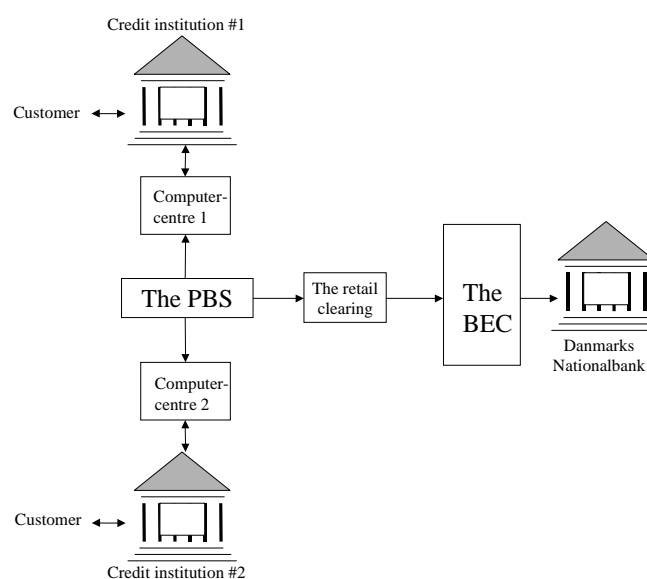 Credit institution #1
Customer
Computer-
centre 1
The PBS
The retail
clearing
The
BEC
Danmarks
Nationalbank
Computer-
centre 2
Customer
Credit institution #2